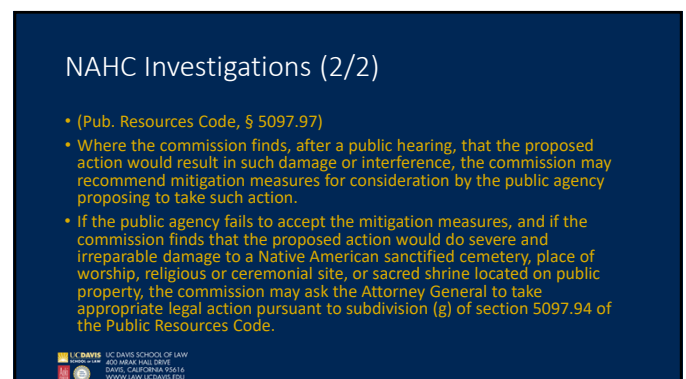 NAHC Investigations (2/2)
• (Pub. Resources Code, § 5097.97)
• Where the commission finds, after a public hearing, that the proposed
action would result in such damage or interference, the commission may
recommend mitigation measures for consideration by the public agency
proposing to take such action.
• If the public agency fails to accept the mitigation measures, and if the
commission finds that the proposed action would do severe and
irreparable damage to a Native American sanctified cemetery, place of
worship, religious or ceremonial site, or sacred shrine located on public
property, the commission may ask the Attorney General to take
appropriate legal action pursuant to subdivision (g) of section 5097.94 of
the Public Resources Code.
UCDAVIS UC DAVIS SCHOOL OF LAW
SCHOOL OF LAW 400 MRAK HALL DRIVE
DAVIS, CALIFORNIA 95616
WWW.LAW.UCDAVIS.EDU